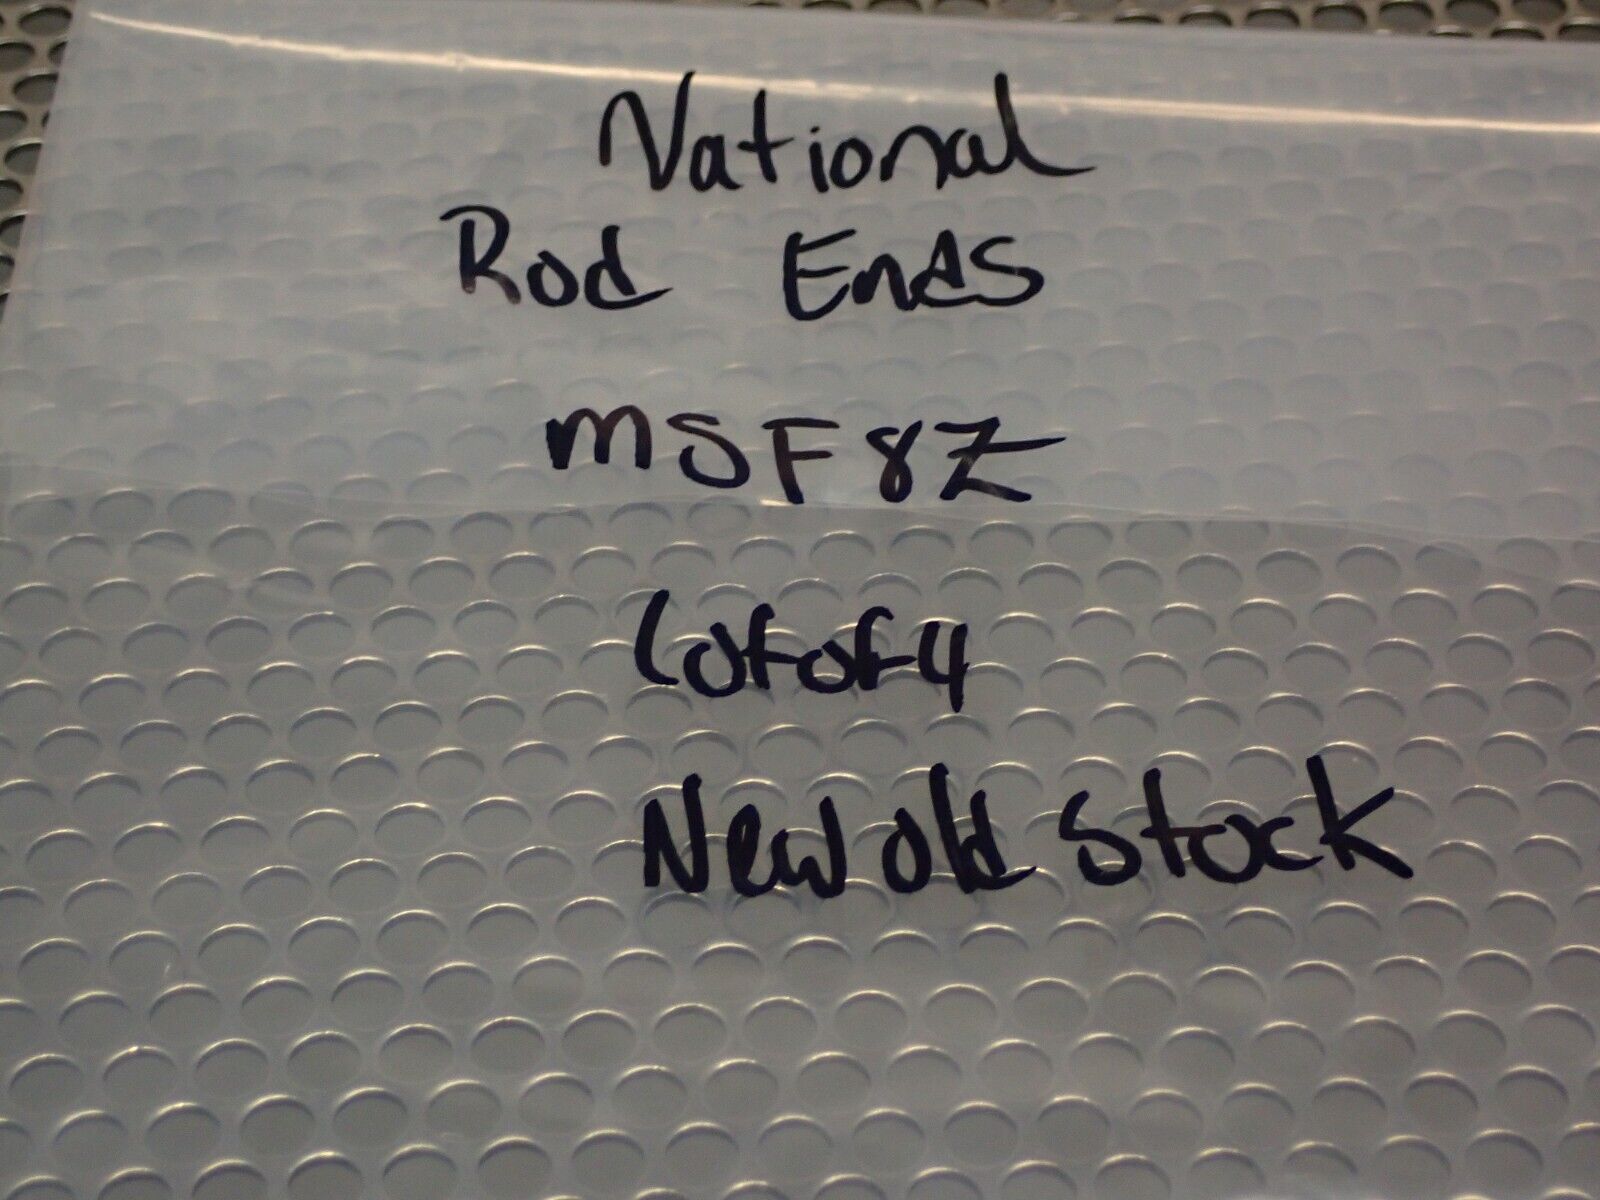 National
Rod Ends
MSF8Z
Lot of 4
New old Stock